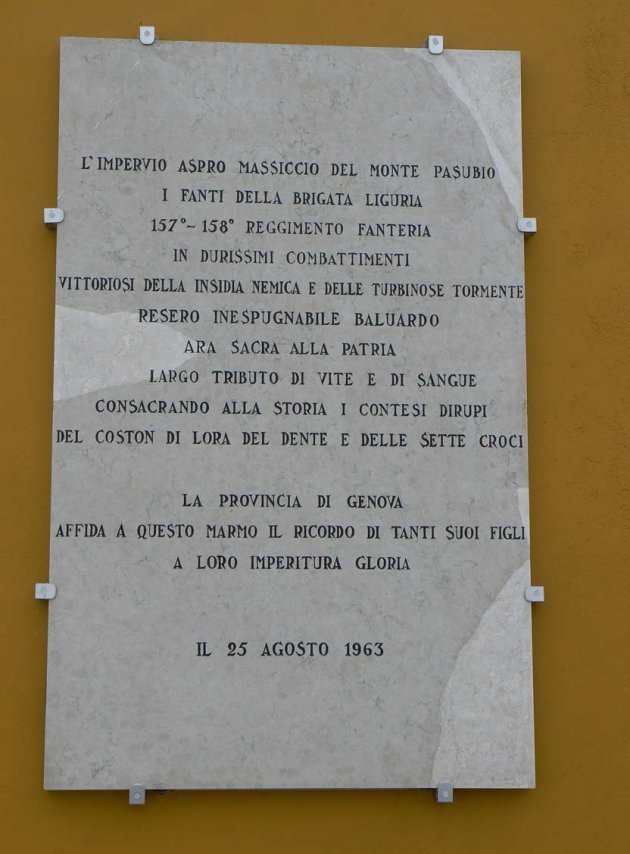 L'IMPERVIO ASPRO MASSICCIO DEL MONTE PASUBIO
I FANTI DELLA BRIGATA LIGURIA
157°-158° REGGIMENTO FANTERIA
IN DURISSIMI COMBATTIMENTI
VITTORIOSI DELLA INSIDIA NEMICA E DELLE TURBINOSE TORMENTE
RESERO INESPUGNABILE BALUARDO
ARA SACRA ALLA PATRIA
LARGO TRIBUTO DI VITE E DI SANGUE
CONSACRANDO ALLA STORIA I CONTESI DIRUPI
DEL COSTON DI LORA DEL DENTE E DELLE SETTE CROCI
LA PROVINCIA DI GENOVA
AFFIDA A QUESTO MARMO IL RICORDO DI TANTI SUOI FIGLI
A LORO IMPERITURA GLORIA
IL 25 AGOSTO 1963